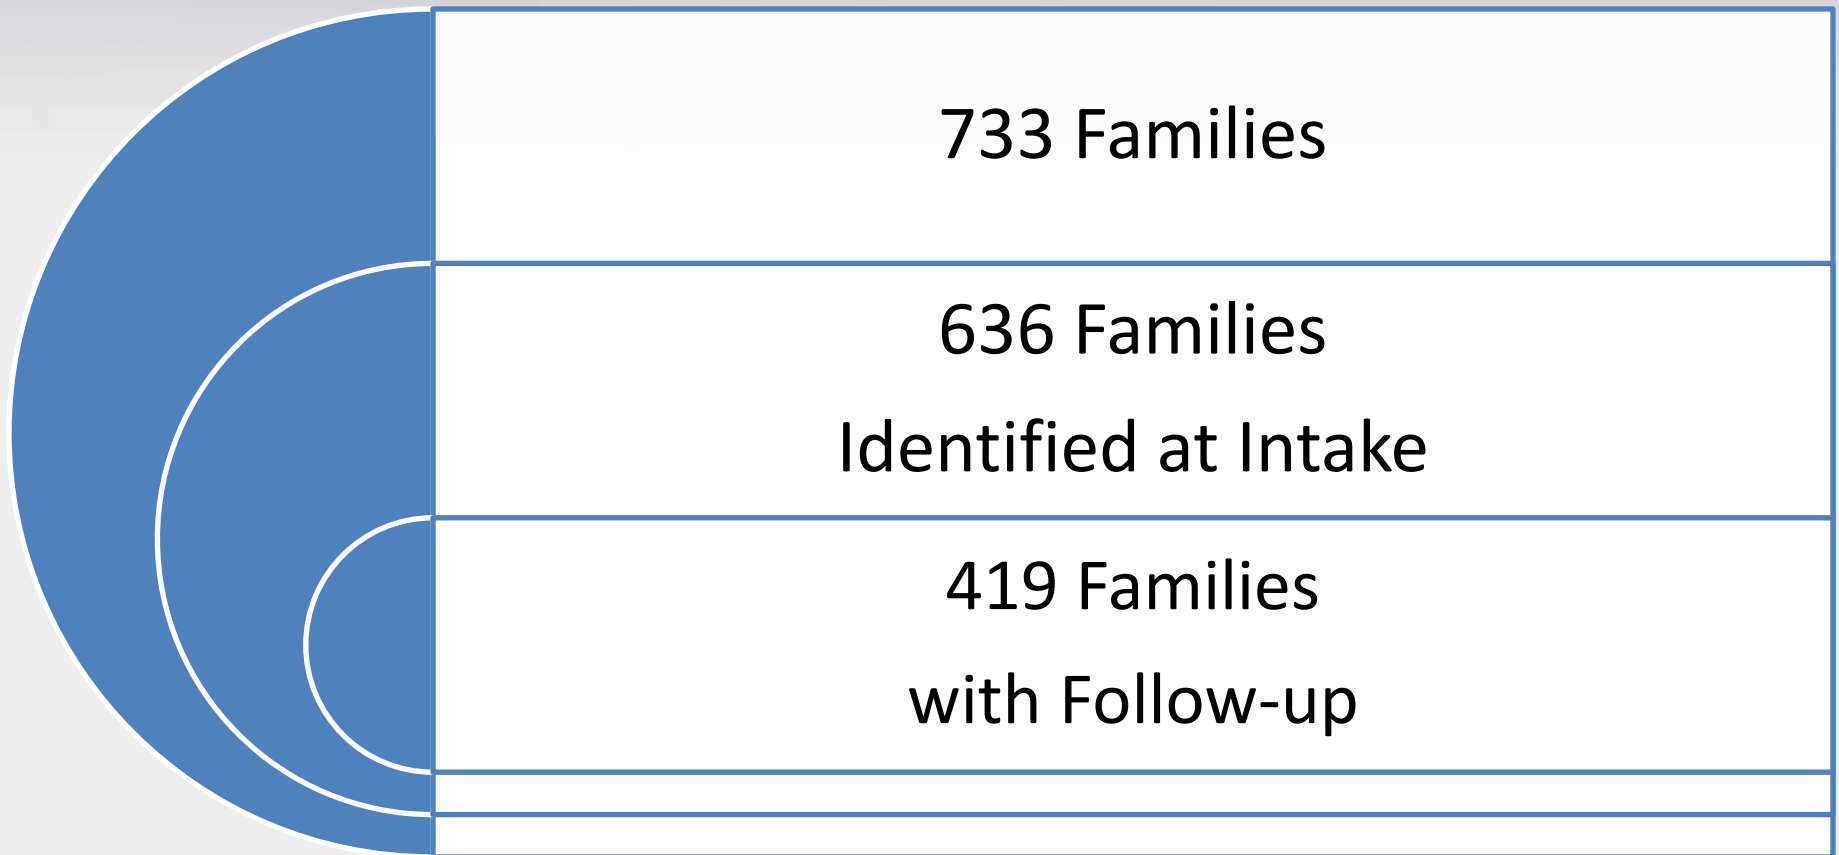 733 Families
636 Families
Identified at Intake
419 Families
with Follow-up